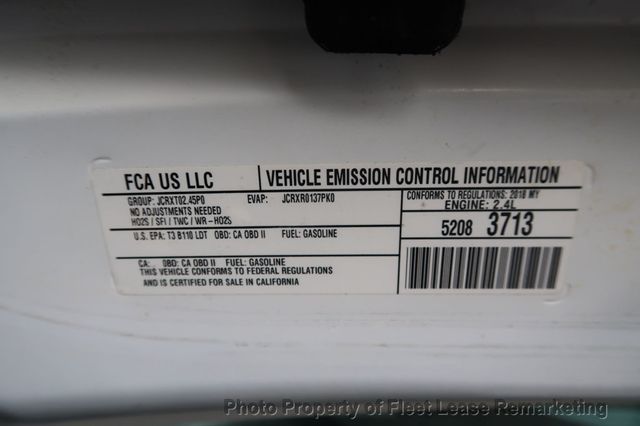 FCA US LLC
VEHICLE EMISSION CONTROL INFORMATION
GROUP: JCRXT02.45P0 EVAP: JCRXR0137PK0
NO ADJUSTMENTS NEEDED
HO2S / SFI / TWC / WR-HO2S
CONFORMS TO REGULATIONS: 2018 MY
ENGINE: 2.4L
U.S. EPA: T3 B110 LDT OBD: CA OBD II FUEL: GASOLINE
5208 3713
CA: OBD: CA OBD II FUEL: GASOLINE
THIS VEHICLE CONFORMS TO FEDERAL REGULATIONS
AND IS CERTIFIED FOR SALE IN CALIFORNIA
Photo Property of Fleet Lease Remarketing